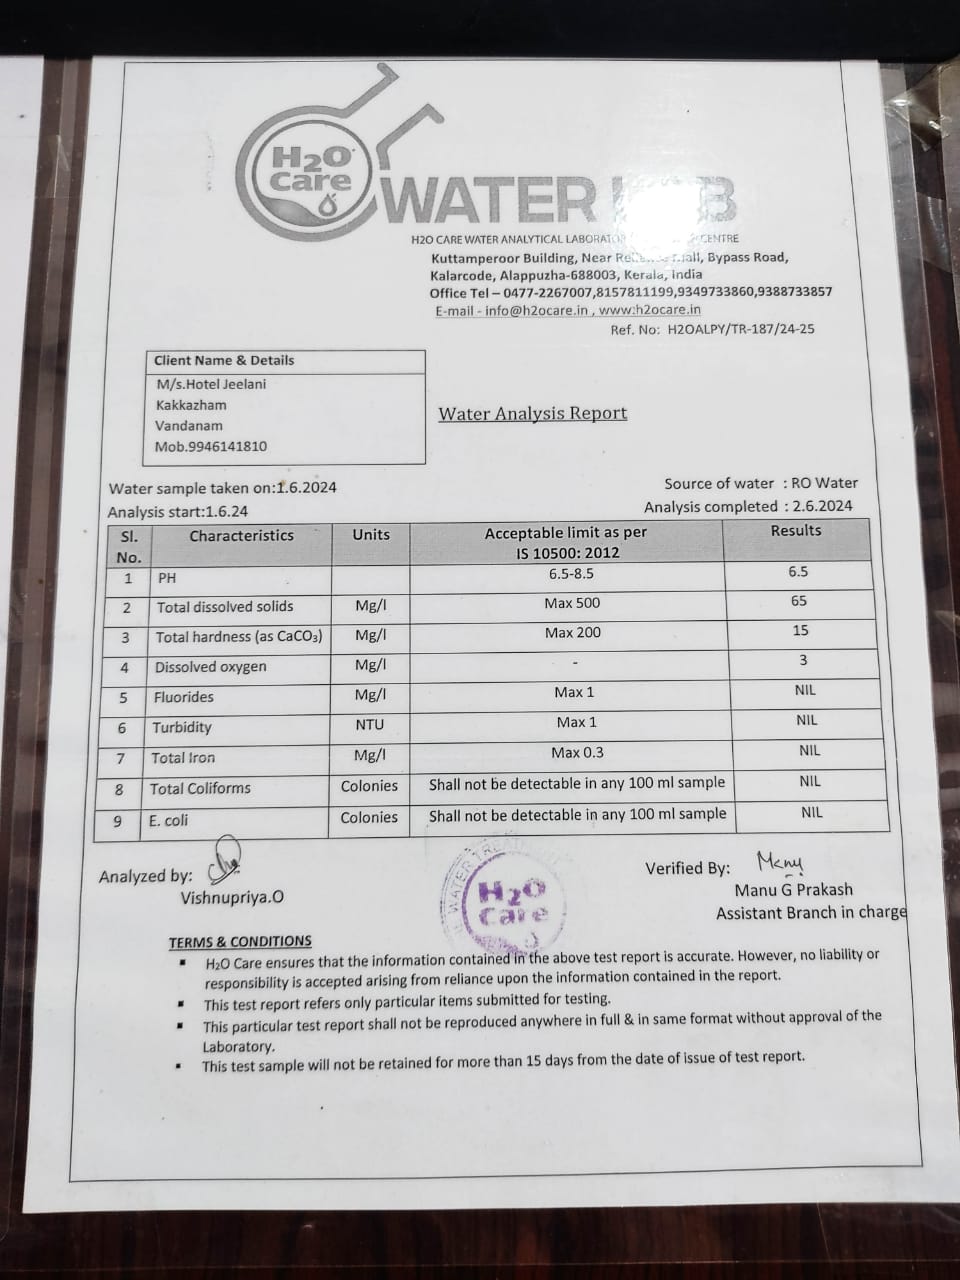 H2O Care
WATER
H2O CARE WATER ANALYTICAL CENTRE
Kuttamperoor Building, Near Mall, Bypass Road,
Kalarcode, Alappuzha-688003, Kerala, India
Office Tel – 0477-2267007,8157811199,9349733860,9388733857
E-mail - info@h2ocare.in , www.h2ocare.in
Ref. No: H2OALPY/TR-187/24-25
Client Name & Details
M/s.Hotel Jeelani
Kakkazham
Vandanam
Mob.9946141810
Water Analysis Report
Water sample taken on:1.6.2024 Source of water : RO Water
Analysis start:1.6.24 Analysis completed : 2.6.2024
Sl. No. Characteristics Units Acceptable limit as per IS 10500: 2012 Results
1 PH 6.5-8.5 6.5
2 Total dissolved solids Mg/l Max 500 65
3 Total hardness (as CaCO₃) Mg/l Max 200 15
4 Dissolved oxygen Mg/l - 3
5 Fluorides Mg/l Max 1 NIL
6 Turbidity NTU Max 1 NIL
7 Total Iron Mg/l Max 0.3 NIL
8 Total Coliforms Colonies Shall not be detectable in any 100 ml sample NIL
9 E. coli Colonies Shall not be detectable in any 100 ml sample NIL
Analyzed by: Verified By:
Vishnupriya.O Manu G Prakash
Assistant Branch in charge
WATER TREATMENT
H2O
Care
TERMS & CONDITIONS
▪ H₂O Care ensures that the information contained in the above test report is accurate. However, no liability or
responsibility is accepted arising from reliance upon the information contained in the report.
▪ This test report refers only particular items submitted for testing.
▪ This particular test report shall not be reproduced anywhere in full & in same format without approval of the
Laboratory.
▪ This test sample will not be retained for more than 15 days from the date of issue of test report.